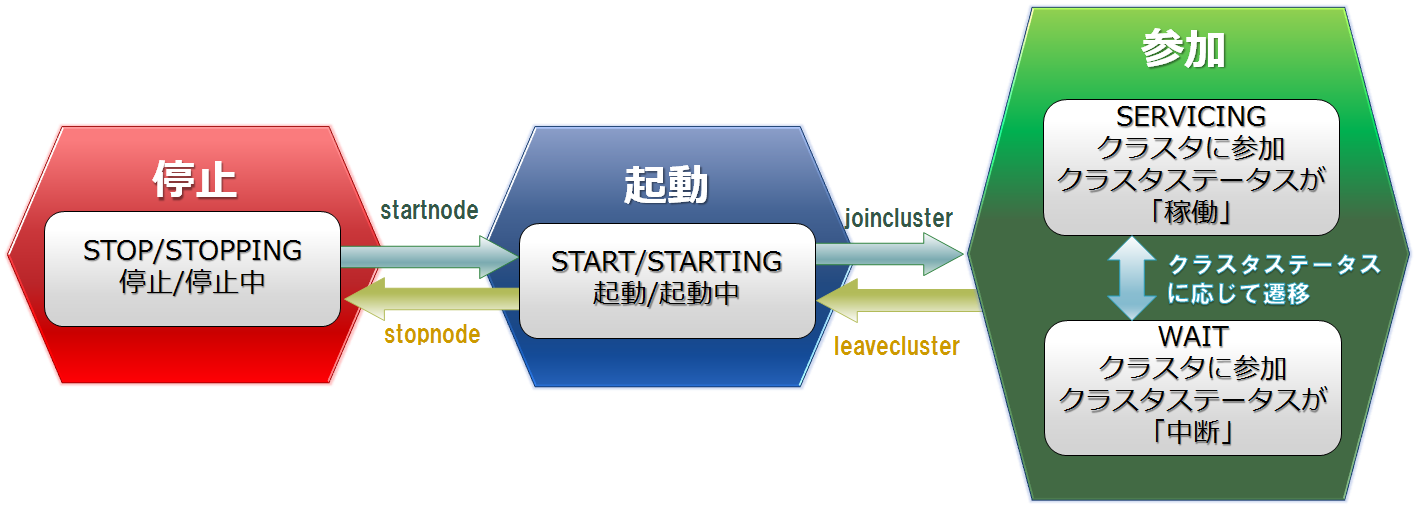 停止
STOP/STOPPING
停止/停止中
startnode
stopnode
起動
START/STARTING
起動/起動中
joincluster
leavecluster
参加
SERVICING
クラスタに参加
クラスタステータスが
「稼働」
クラスタステータス
に応じて遷移
WAIT
クラスタに参加
クラスタステータスが
「中断」